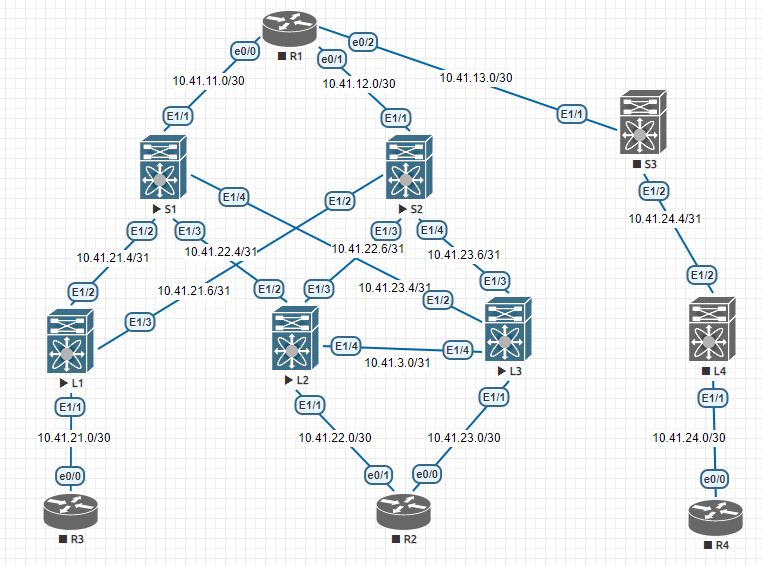 e0/2
e0/0
e0/1
R1
10.41.13.0/30
10.41.11.0/30
10.41.12.0/30
E1/1
E1/1
E1/1
S3
E1/2
E1/4
E1/2
S1
S2
10.41.24.4/31
E1/2
E1/3
E1/3
E1/4
10.41.22.4/31
10.41.22.6/31
10.41.23.6/31
10.41.21.4/31
E1/2
E1/3
10.41.21.6/31
E1/2
E1/3
10.41.23.4/31
E1/2
E1/2
E1/3
E1/4
E1/4
10.41.3.0/31
L1
L2
L3
L4
E1/1
E1/1
E1/1
E1/1
10.41.21.0/30
10.41.22.0/30
10.41.23.0/30
10.41.24.0/30
e0/0
e0/1
e0/0
e0/0
R3
R2
R4